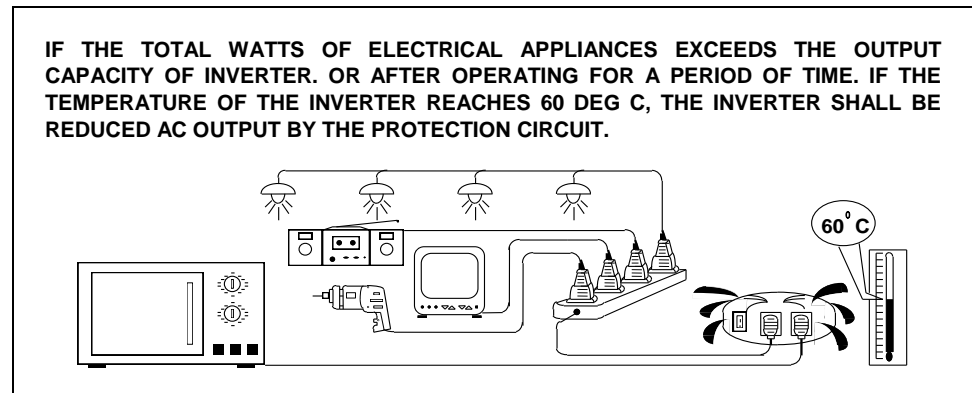 IF THE TOTAL WATTS OF ELECTRICAL APPLIANCES EXCEEDS THE OUTPUT
CAPACITY OF INVERTER. OR AFTER OPERATING FOR A PERIOD OF TIME. IF THE
TEMPERATURE OF THE INVERTER REACHES 60 DEG C, THE INVERTER SHALL BE
REDUCED AC OUTPUT BY THE PROTECTION CIRCUIT.
60⁰ C